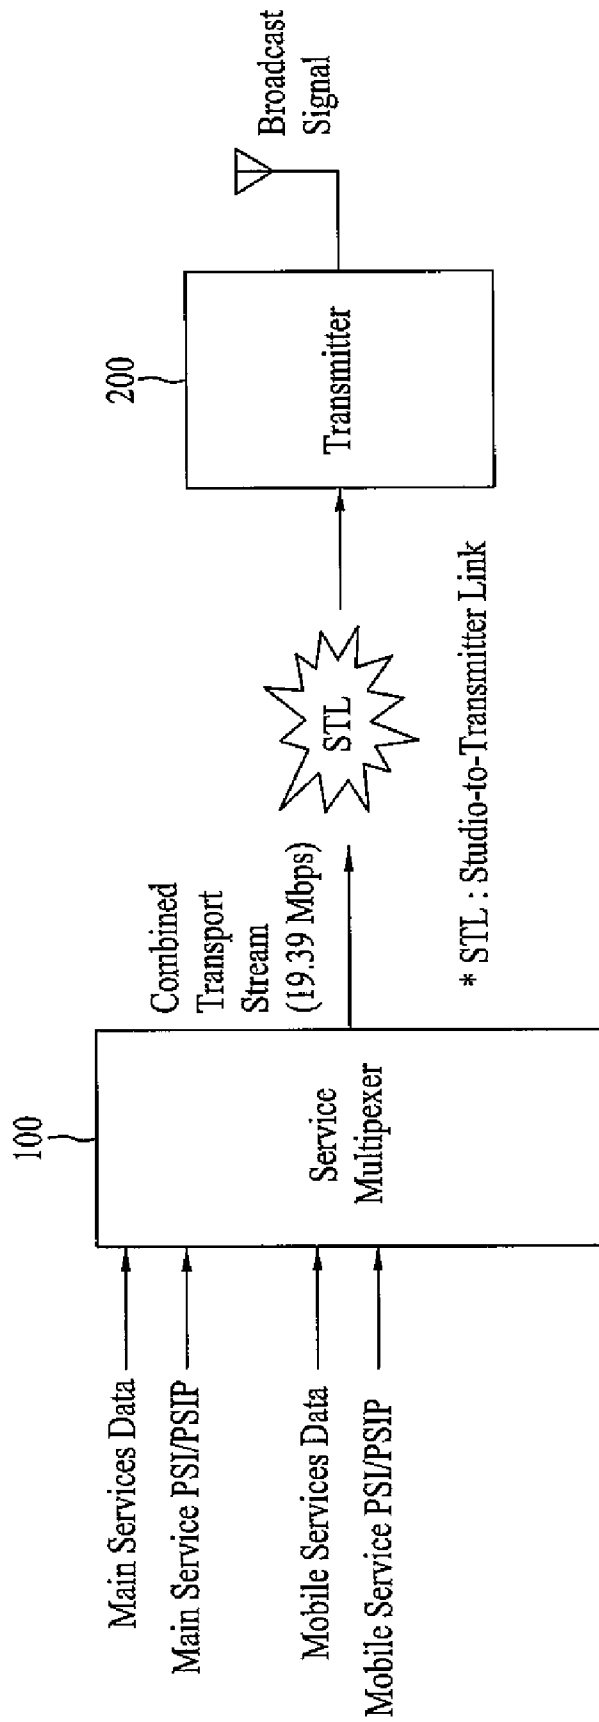 Main Services Data
Main Service PSI/PSIP
Mobile Services Data
Mobile Service PSI/PSIP
100
Service
Multipexer
Combined
Transport
Stream
(19.39 Mbps)
STL
200
Transmitter
Broadcast
Signal
* STL : Studio-to-Transmitter Link